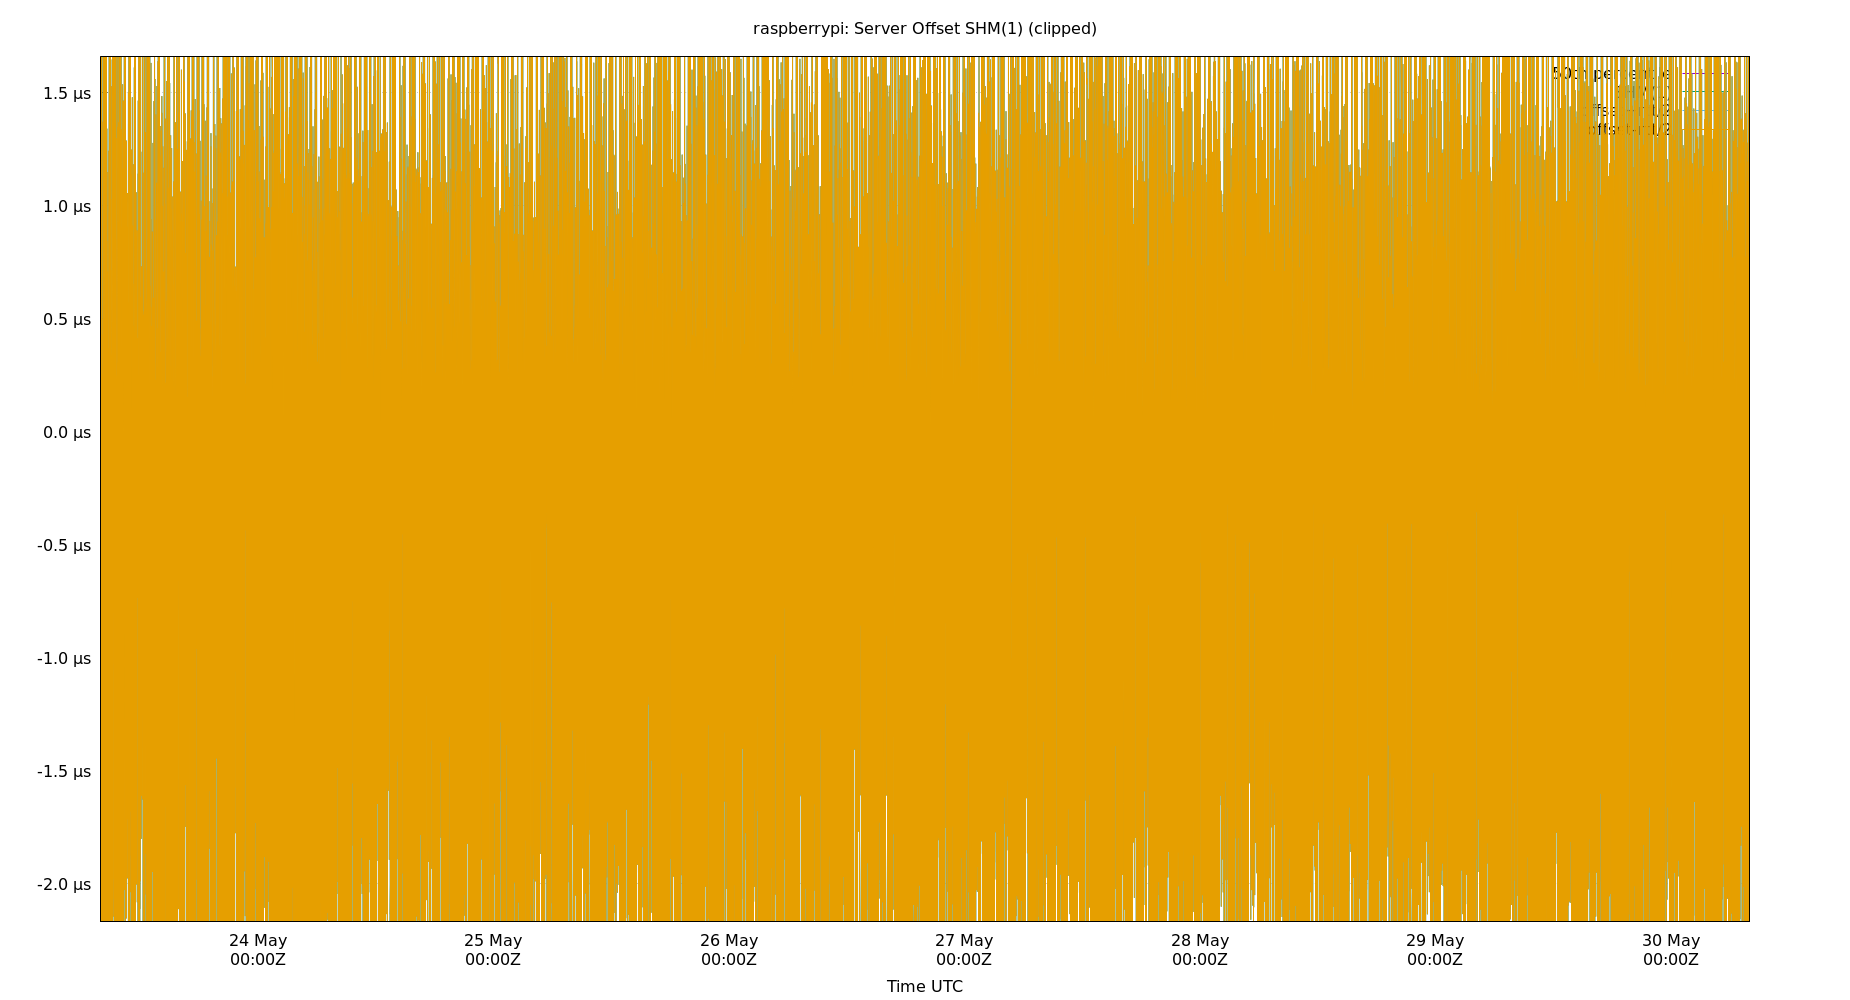 raspberrypi: Server Offset SHM(1) (clipped)
1.5 µs
1.0 µs
0.5 µs
0.0 µs
-0.5 µs
-1.0 µs
-1.5 µs
-2.0 µs
24 May 25 May 26 May 27 May 28 May 29 May 30 May
00:00Z 00:00Z 00:00Z 00:00Z 00:00Z 00:00Z 00:00Z
Time UTC